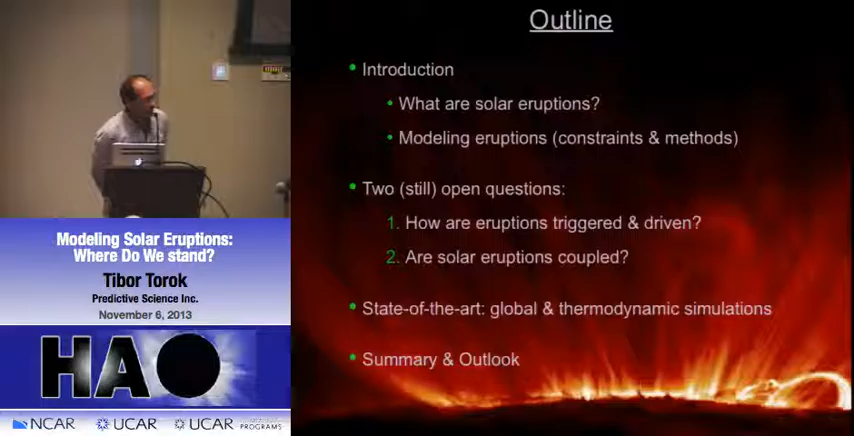 Outline
• Introduction
• What are solar eruptions?
• Modeling eruptions (constraints & methods)
• Two (still) open questions:
1. How are eruptions triggered & driven?
2. Are solar eruptions coupled?
• State-of-the-art: global & thermodynamic simulations
• Summary & Outlook
Modeling Solar Eruptions:
Where Do We stand?
Tibor Torok
Predictive Science Inc.
November 6, 2013
HAO
NCAR UCAR UCAR
PROGRAMS